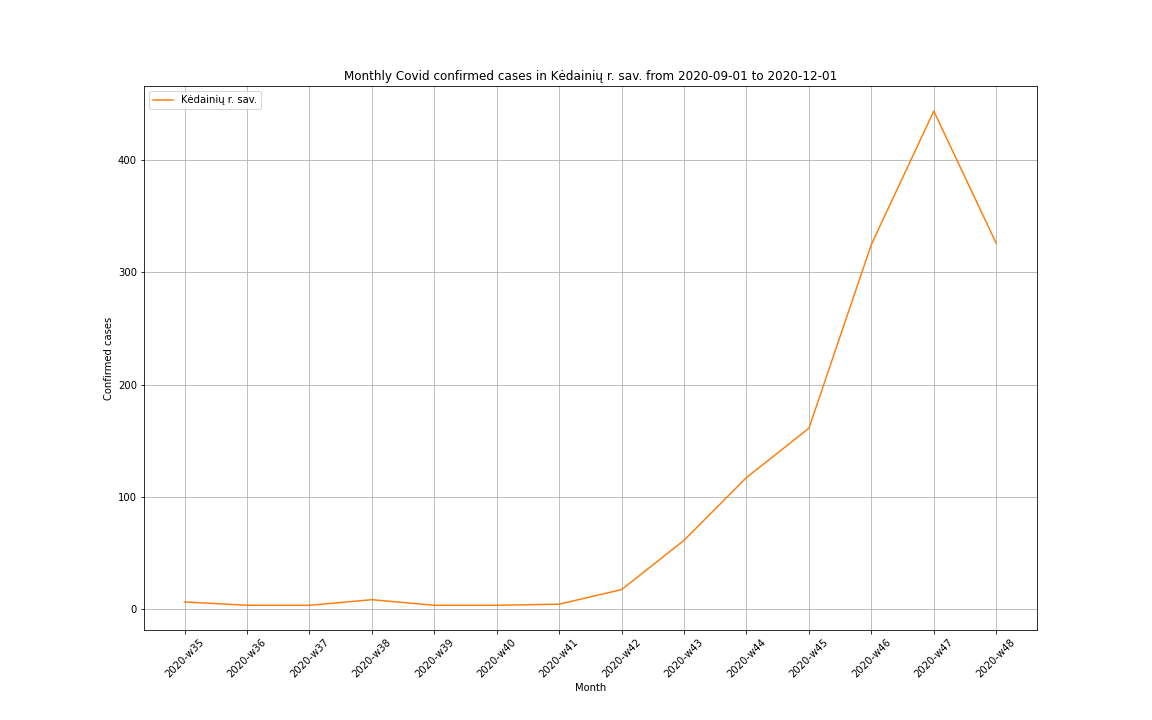 Monthly Covid confirmed cases in Kėdainių r. sav. from 2020-09-01 to 2020-12-01
Kėdainių r. sav.
Confirmed cases
400
300
200
100
0
2020-w35
2020-w36
2020-w37
2020-w38
2020-w39
2020-w40
2020-w41
2020-w42
2020-w43
2020-w44
2020-w45
2020-w46
2020-w47
2020-w48
Month